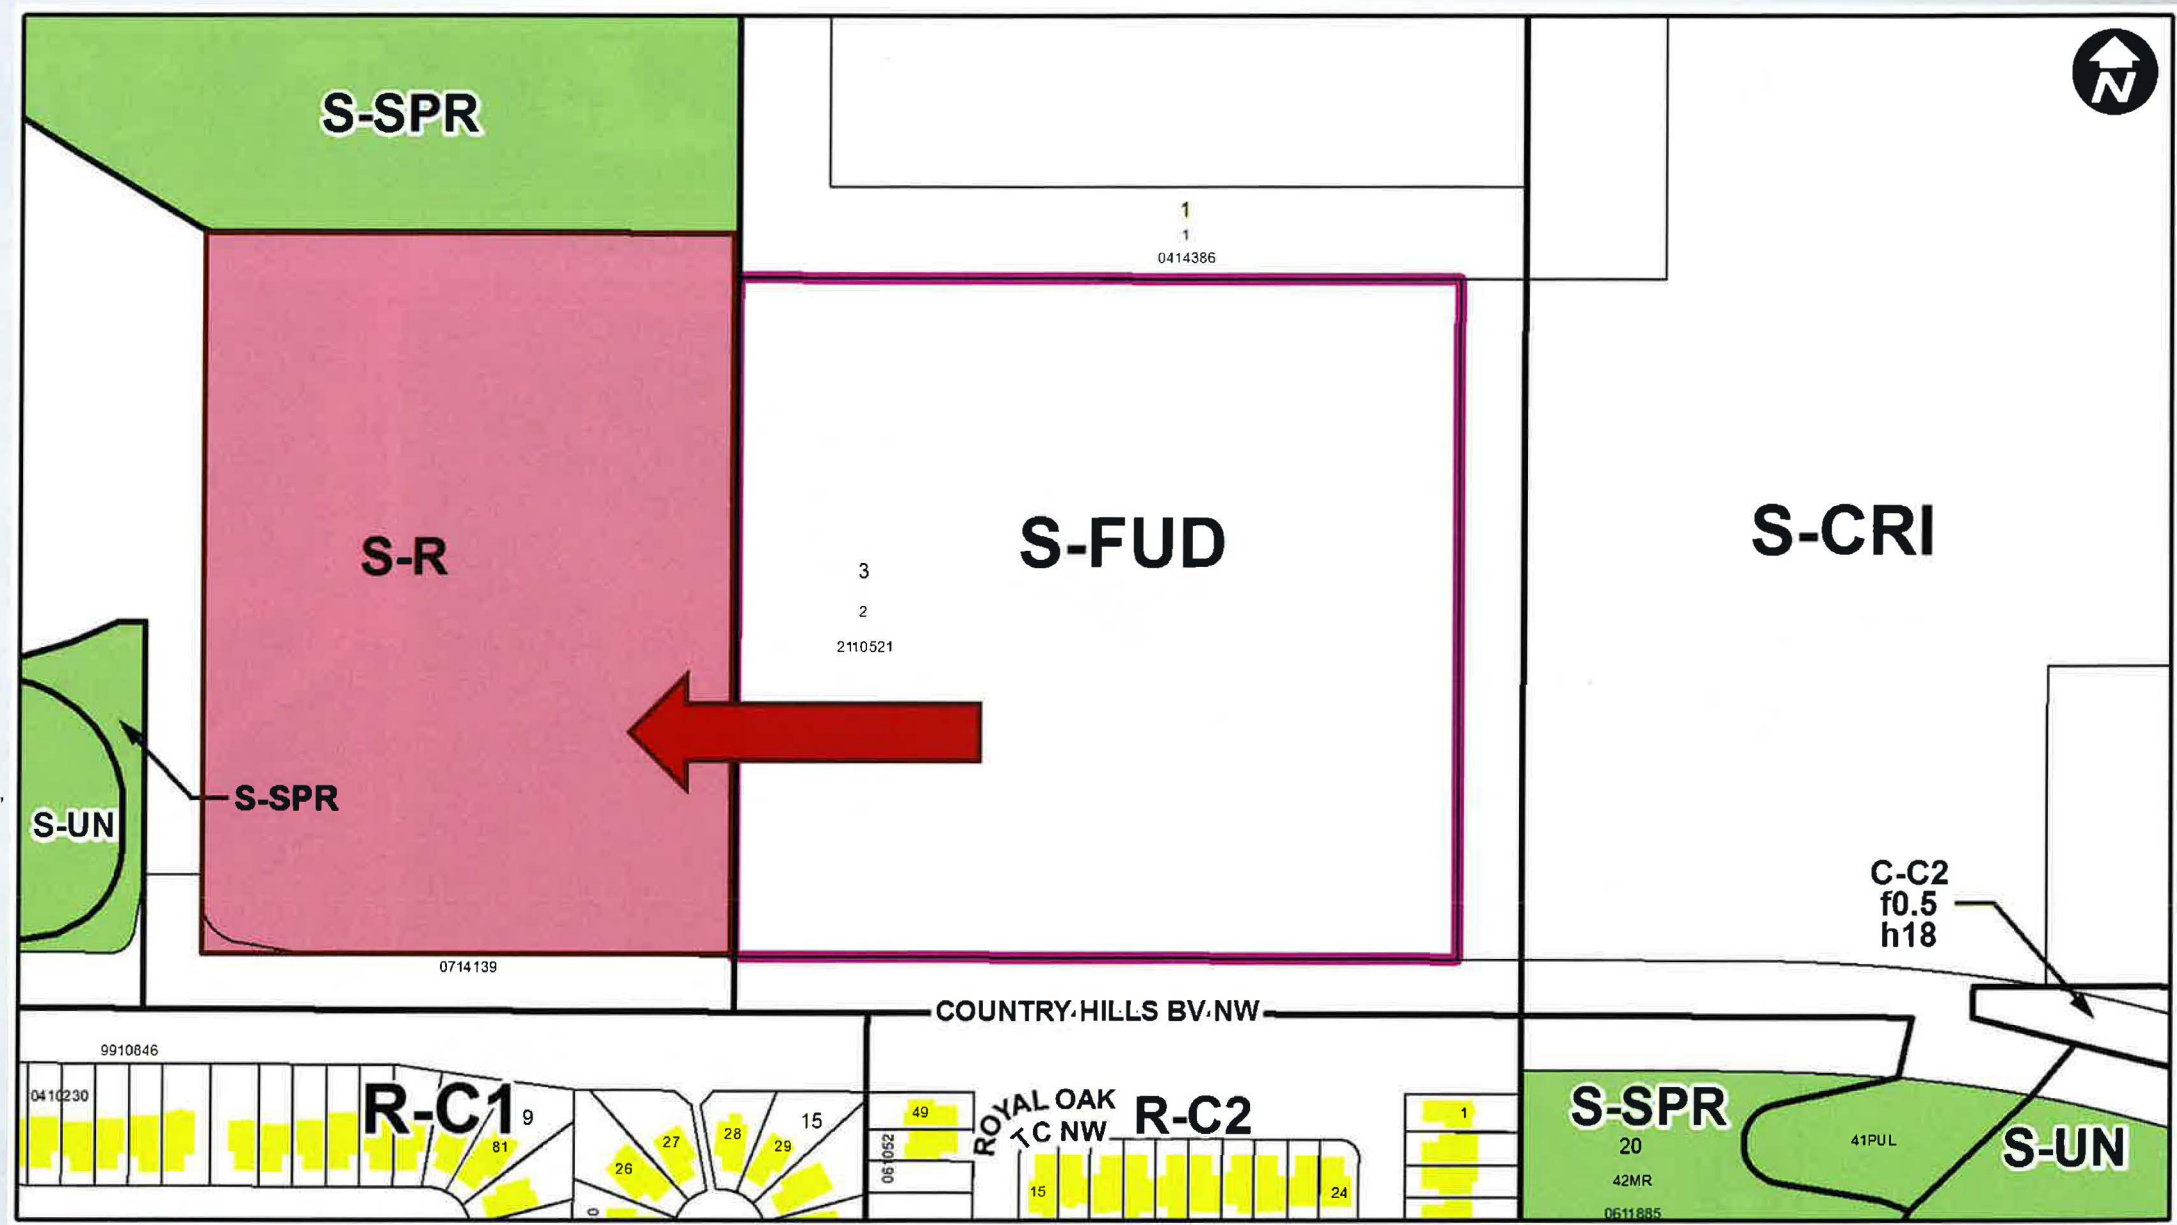 S-SPR
N
1
1
0414386
S-R
S-FUD
S-CRI
3
2
2110521
S-SPR
S-UN
C-C2
f0.5
h18
0714139
COUNTRY HILLS BV NW
9910846
0410230
R-C1
9
81
26
27
28
29
15
49
0610520
ROYAL OAK
TC NW
R-C2
15
24
1
S-SPR
20
42MR
0611885
41PUL
S-UN